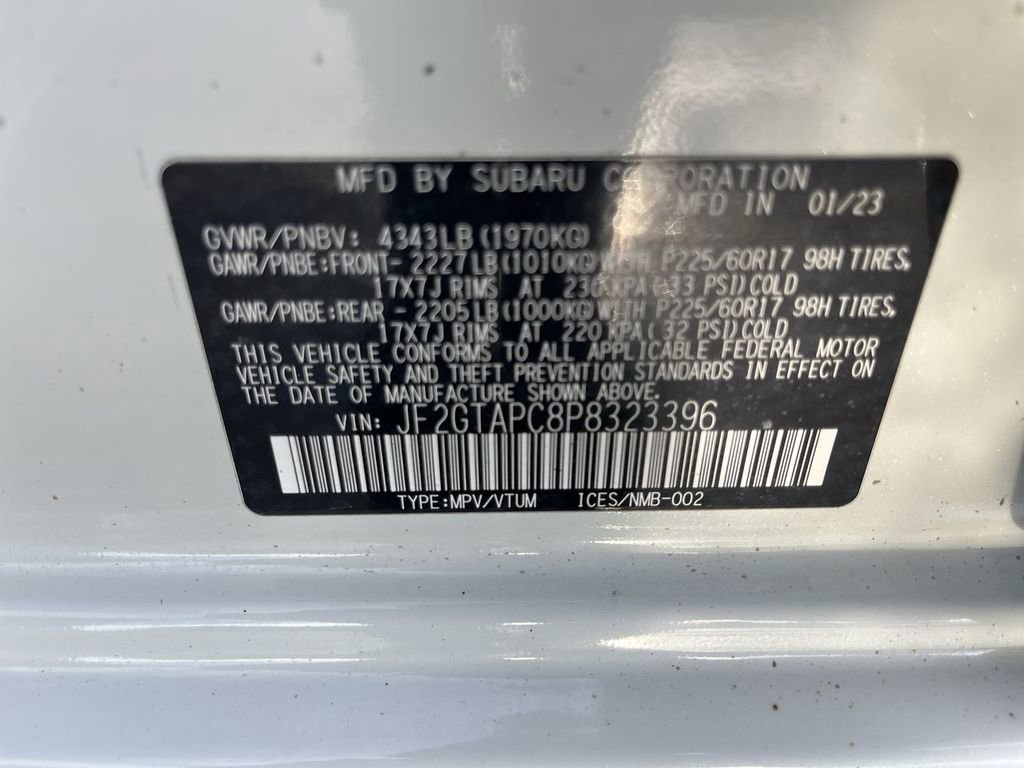 MFD BY SUBARU CORPORATION
MFD IN 01/23
GVWR/PNBV: 4343LB(1970KG)
GAWR/PNBE:FRONT- 2227LB(1010KG)WITH P225/60R17 98H TIRES,
17X7J RIMS AT 230 KPA(33 PSI)COLD
GAWR/PNBE:REAR - 2205LB(1000KG)WITH P225/60R17 98H TIRES,
17X7J RIMS AT 220 KPA(32 PSI)COLD
THIS VEHICLE CONFORMS TO ALL APPLICABLE FEDERAL MOTOR
VEHICLE SAFETY AND THEFT PREVENTION STANDARDS IN EFFECT ON
THE DATE OF MANUFACTURE SHOWN ABOVE.
VIN: JF2GTAPC8P8323396
TYPE:MPV/VTUM ICES/NMB-002